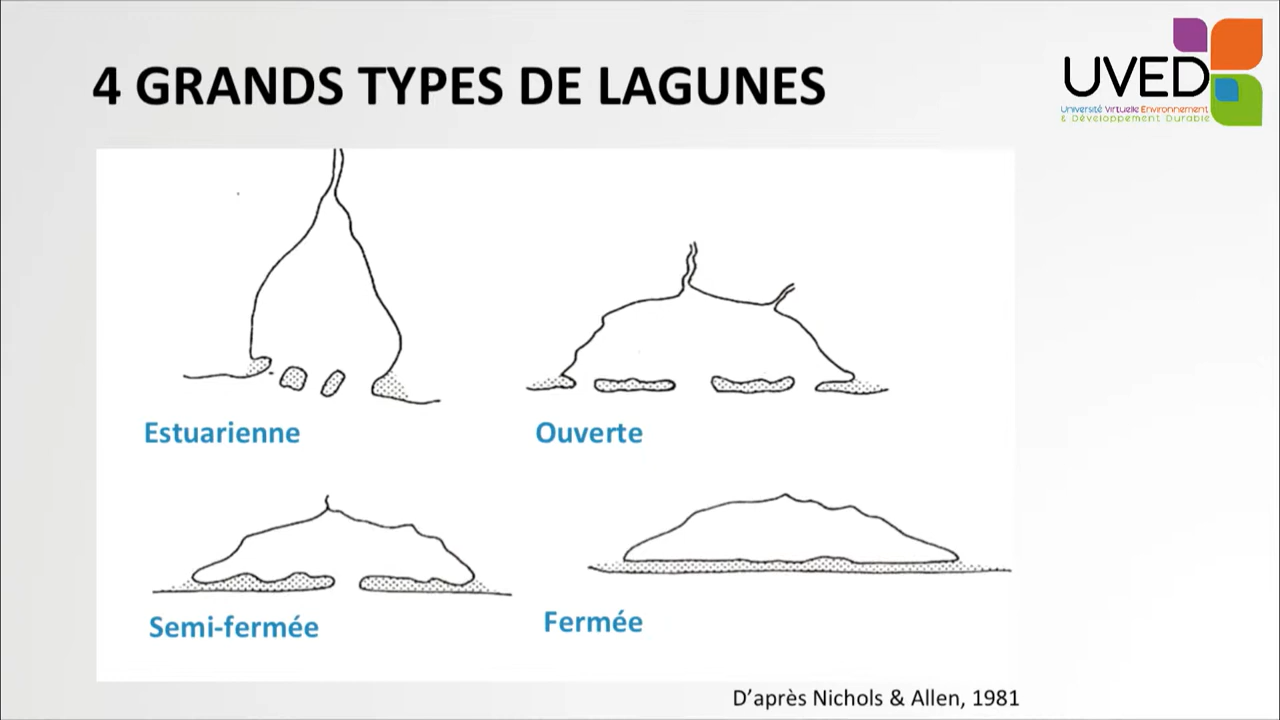 4 GRANDS TYPES DE LAGUNES
UVED
Université Virtuelle Environnement
& Développement Durable
Estuarienne
Ouverte
Semi-fermée
Fermée
D'après Nichols & Allen, 1981